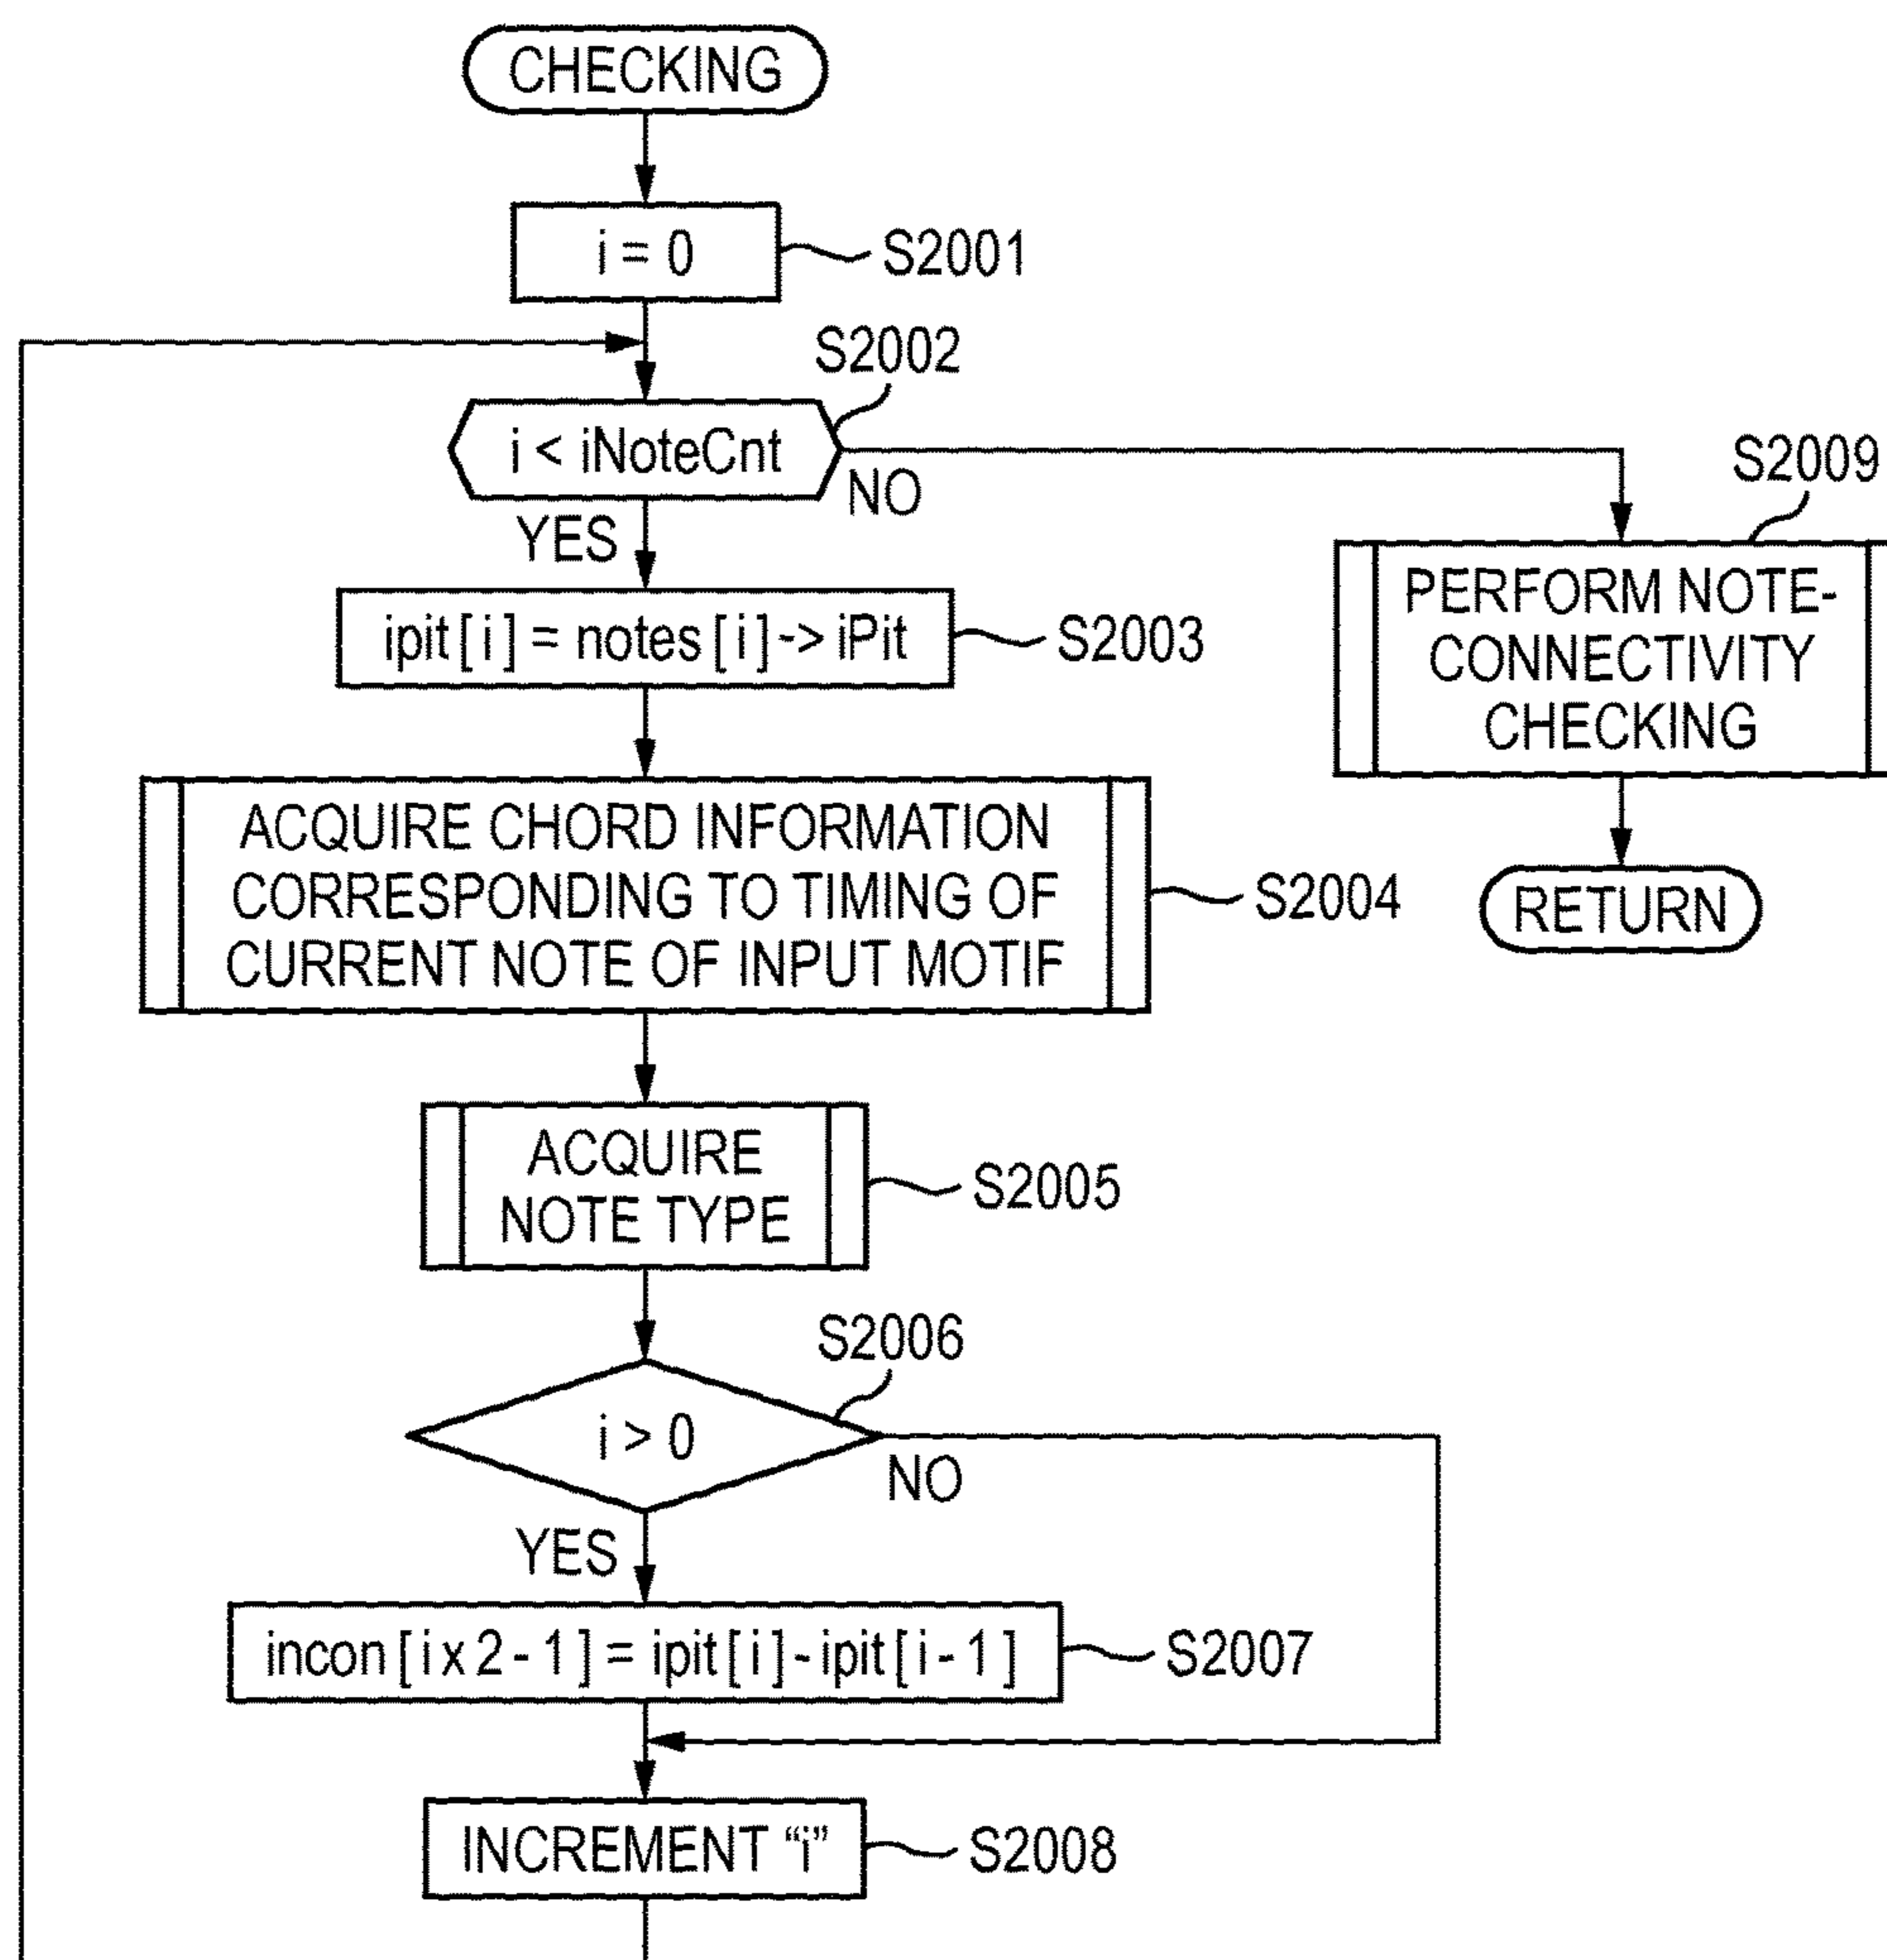 CHECKING
i = 0
S2001
S2002
i < iNoteCnt
NO
YES
S2009
PERFORM NOTE-
CONNECTIVITY
CHECKING
RETURN
ipit [ i ] = notes [ i ] -> iPit
S2003
ACQUIRE CHORD INFORMATION
CORRESPONDING TO TIMING OF
CURRENT NOTE OF INPUT MOTIF
S2004
ACQUIRE
NOTE TYPE
S2005
S2006
i > 0
NO
YES
incon [ i x 2 - 1 ] = ipit [ i ] - ipit [ i - 1 ]
S2007
INCREMENT “i”
S2008